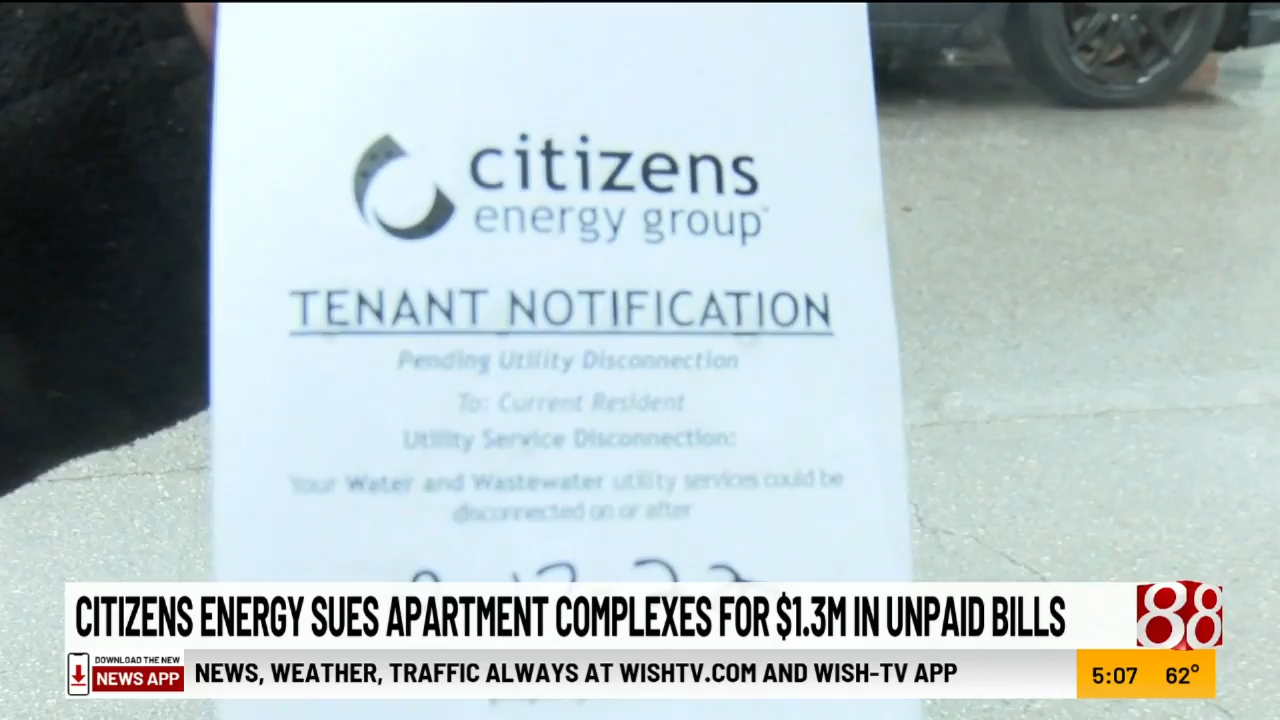 citizens
energy group
TENANT NOTIFICATION
Pending Utility Disconnection
To: Current Resident
Utility Service Disconnection:
Your Water and Wastewater utility services could be
disconnected on or after
CITIZENS ENERGY SUES APARTMENT COMPLEXES FOR $1.3M IN UNPAID BILLS
88
DOWNLOAD THE NEW
NEWS APP
NEWS, WEATHER, TRAFFIC ALWAYS AT WISHTV.COM AND WISH-TV APP
5:07 62°